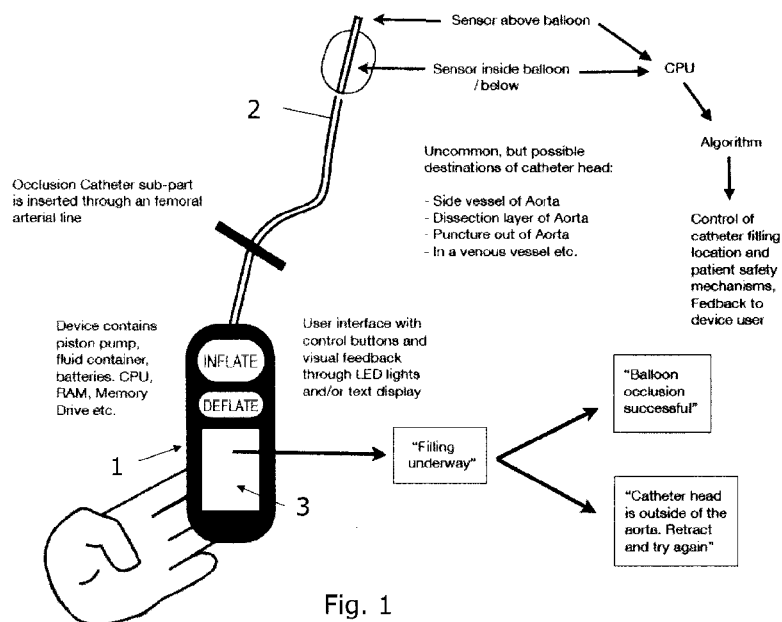 Sensor above balloon
Sensor inside balloon
/ below
CPU
2
Algorithm
Uncommon, but possible
destinations of catheter head:
- Side vessel of Aorta
- Dissection layer of Aorta
- Puncture out of Aorta
- In a venous vessel etc.
Occlusion Catheter sub-part
is inserted through an femoral
arterial line
Control of
catheter filling
location and
patient safety
mechanisms,
Fedback to
device user
Device contains
piston pump,
fluid container,
batteries. CPU,
RAM, Memory
Drive etc.
INFLATE
DEFLATE
User interface with
control buttons and
visual feedback
through LED lights
and/or text display
1
3
"Filling
underway"
"Balloon
occlusion
successful"
"Catheter head
is outside of the
aorta. Retract
and try again"
Fig. 1